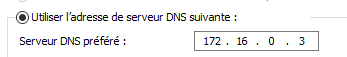 Utiliser l’adresse de serveur DNS suivante :
Serveur DNS préféré : 172 . 16 . 0 . 3